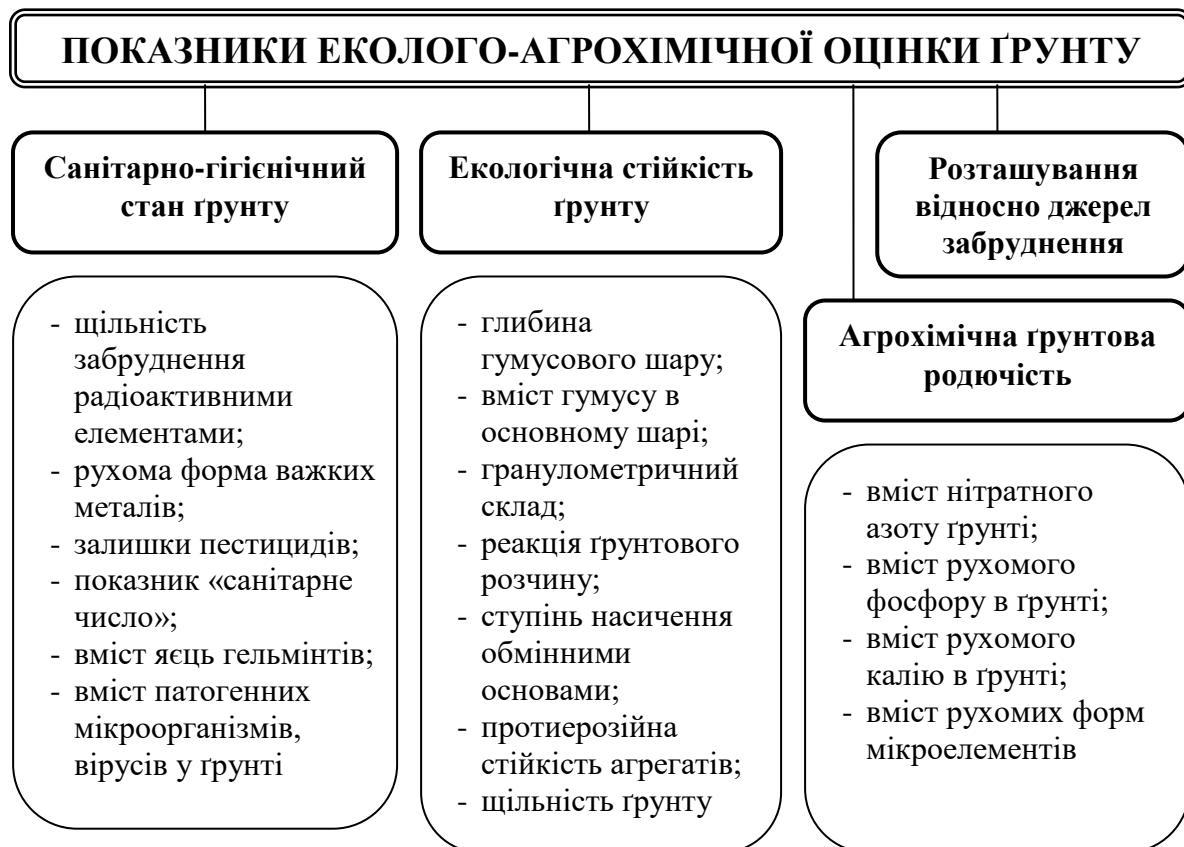 ПОКАЗНИКИ ЕКОЛОГО-АГРОХІМІЧНОЇ ОЦІНКИ ҐРУНТУ
Санітарно-гігієнічний
стан ґрунту
- щільність
забруднення
радіоактивними
елементами;
- рухома форма важких
металів;
- залишки пестицидів;
- показник «санітарне
число»;
- вміст яєць гельмінтів;
- вміст патогенних
мікроорганізмів,
вірусів у ґрунті
Екологічна стійкість
ґрунту
- глибина
гумусового шару;
- вміст гумусу в
основному шарі;
- гранулометричний
склад;
- реакція ґрунтового
розчину;
- ступінь насичення
обмінними
основами;
- протиерозійна
стійкість агрегатів;
- щільність ґрунту
Розташування
відносно джерел
забруднення
Агрохімічна ґрунтова
родючість
- вміст нітратного
азоту ґрунті;
- вміст рухомого
фосфору в ґрунті;
- вміст рухомого
калію в ґрунті;
- вміст рухомих форм
мікроелементів